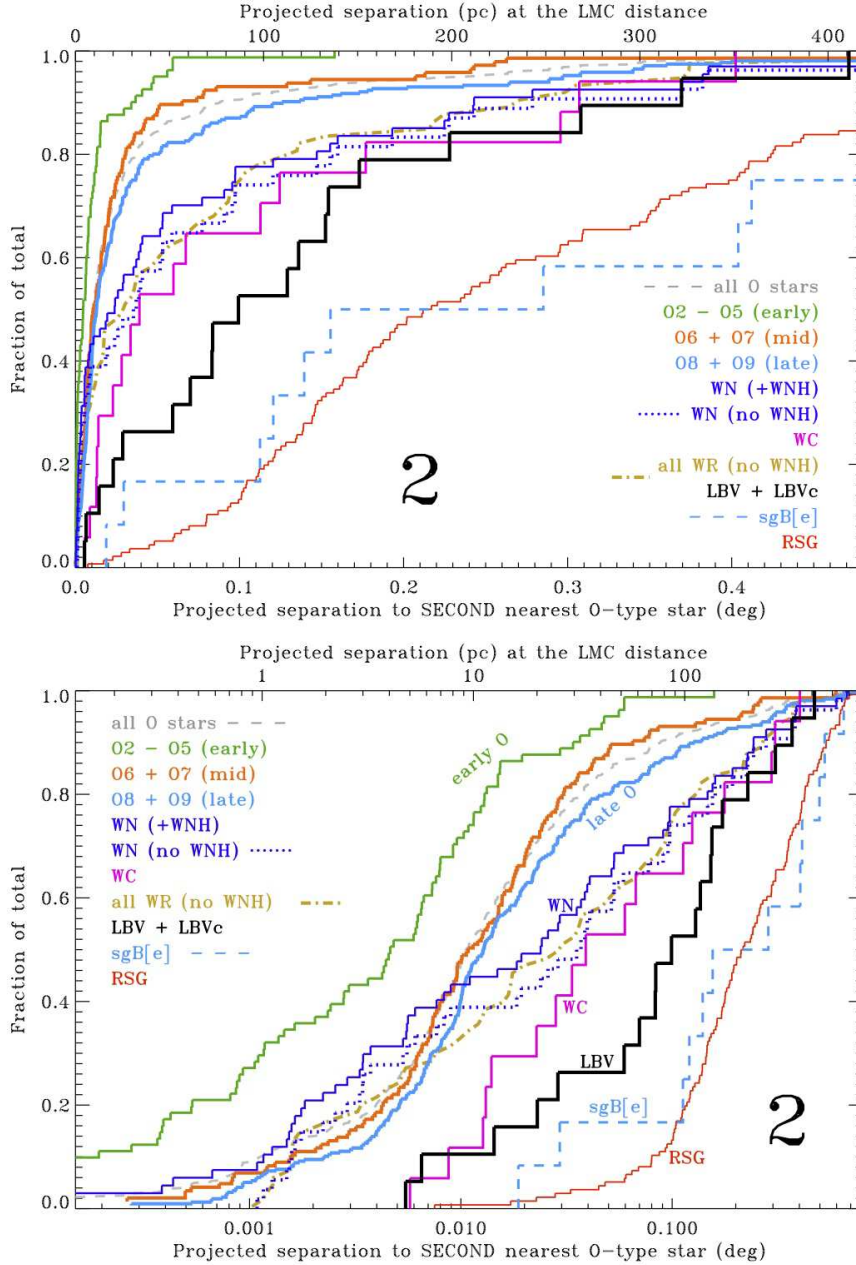 Projected separation (pc) at the LMC distance
0 100 200 300 400
1.0
0.8
0.6
0.4
0.2
0.0
Fraction of total
all O stars
O2 - O5 (early)
O6 + O7 (mid)
O8 + O9 (late)
WN (+WNH)
WN (no WNH)
WC
all WR (no WNH)
LBV + LBVc
sgB[e]
RSG
2
0.0 0.1 0.2 0.3 0.4
Projected separation to SECOND nearest O-type star (deg)
Projected separation (pc) at the LMC distance
1 10 100
1.0
0.8
0.6
0.4
0.2
0.0
Fraction of total
all O stars
O2 - O5 (early)
O6 + O7 (mid)
O8 + O9 (late)
WN (+WNH)
WN (no WNH)
WC
all WR (no WNH)
LBV + LBVc
sgB[e]
RSG
early O
late O
WN
WC
LBV
sgB[e]
RSG
2
0.001 0.010 0.100
Projected separation to SECOND nearest O-type star (deg)